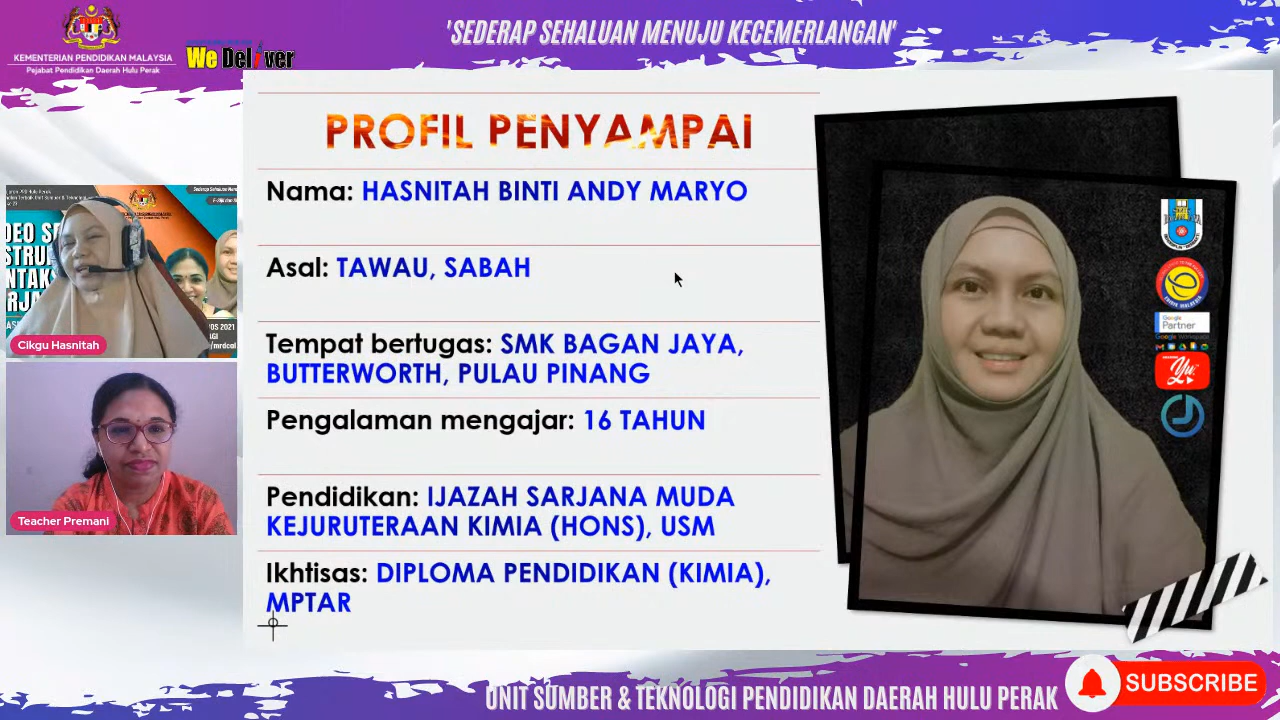 'SEDERAP SEHALUAN MENUJU KECEMERLANGAN'
KEMENTERIAN PENDIDIKAN MALAYSIA
Pejabat Pendidikan Daerah Hulu Perak
We Deliver
PROFIL PENYAMPAI
Nama: HASNITAH BINTI ANDY MARYO
Asal: TAWAU, SABAH
Tempat bertugas: SMK BAGAN JAYA,
BUTTERWORTH, PULAU PINANG
Pengalaman mengajar: 16 TAHUN
Pendidikan: IJAZAH SARJANA MUDA
KEJURUTERAAN KIMIA (HONS), USM
Ikhtisas: DIPLOMA PENDIDIKAN (KIMIA),
MPTAR
Cikgu Hasnitah
Teacher Premani
Google
Partner
UNIT SUMBER & TEKNOLOGI PENDIDIKAN DAERAH HULU PERAK
SUBSCRIBE